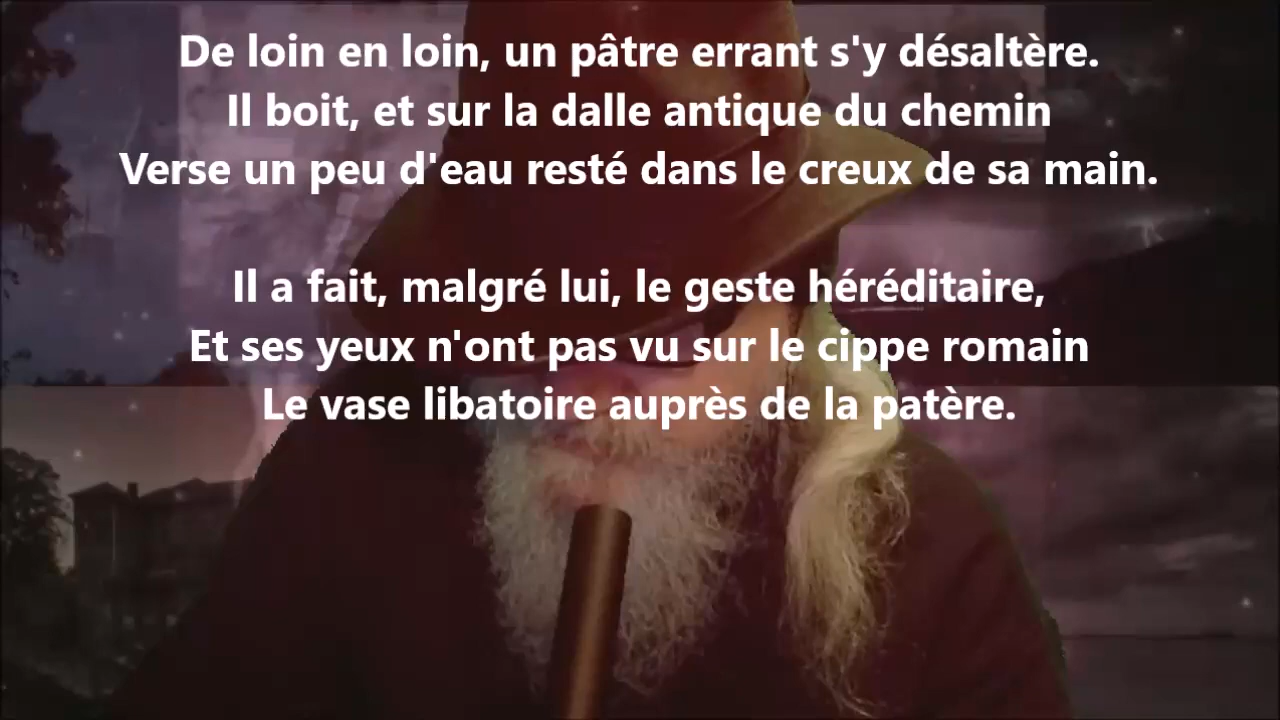 De loin en loin, un pâtre errant s'y désaltère.
Il boit, et sur la dalle antique du chemin
Verse un peu d'eau resté dans le creux de sa main.
Il a fait, malgré lui, le geste héréditaire,
Et ses yeux n'ont pas vu sur le cippe romain
Le vase libatoire auprès de la patère.